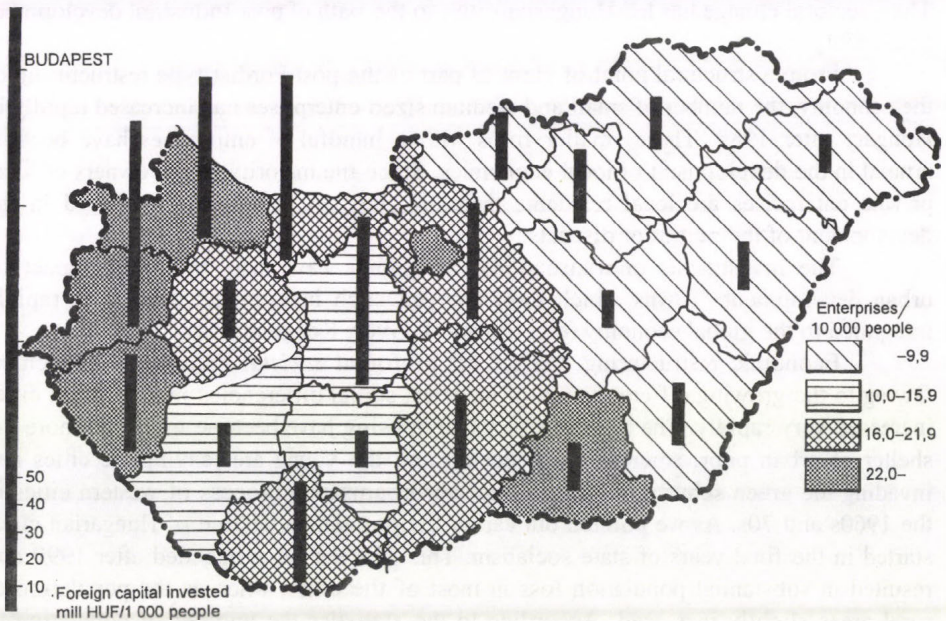 BUDAPEST
Enterprises/
10 000 people
–9,9
10,0–15,9
16,0–21,9
22,0–
50
40
30
20
10
Foreign capital invested
mill HUF/1 000 people